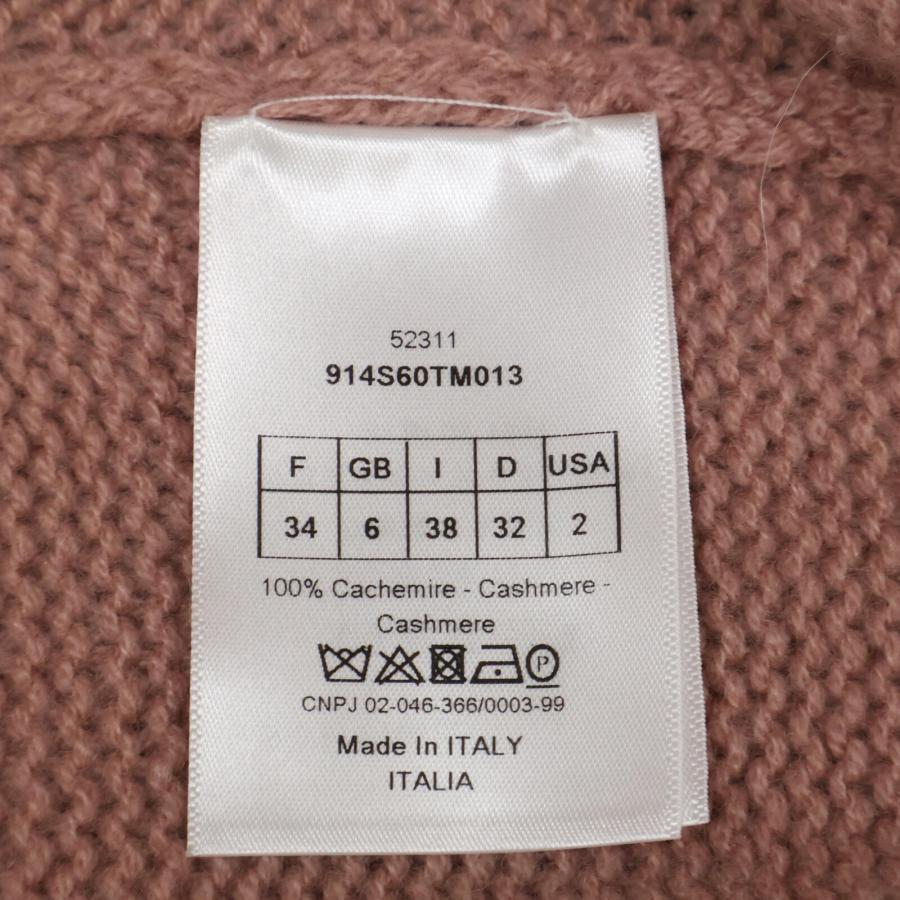 52311
914S60TM013
F GB I D USA
34 6 38 32 2
100% Cachemire - Cashmere -
Cashmere
P
CNPJ 02-046-366/0003-99
Made In ITALY
ITALIA